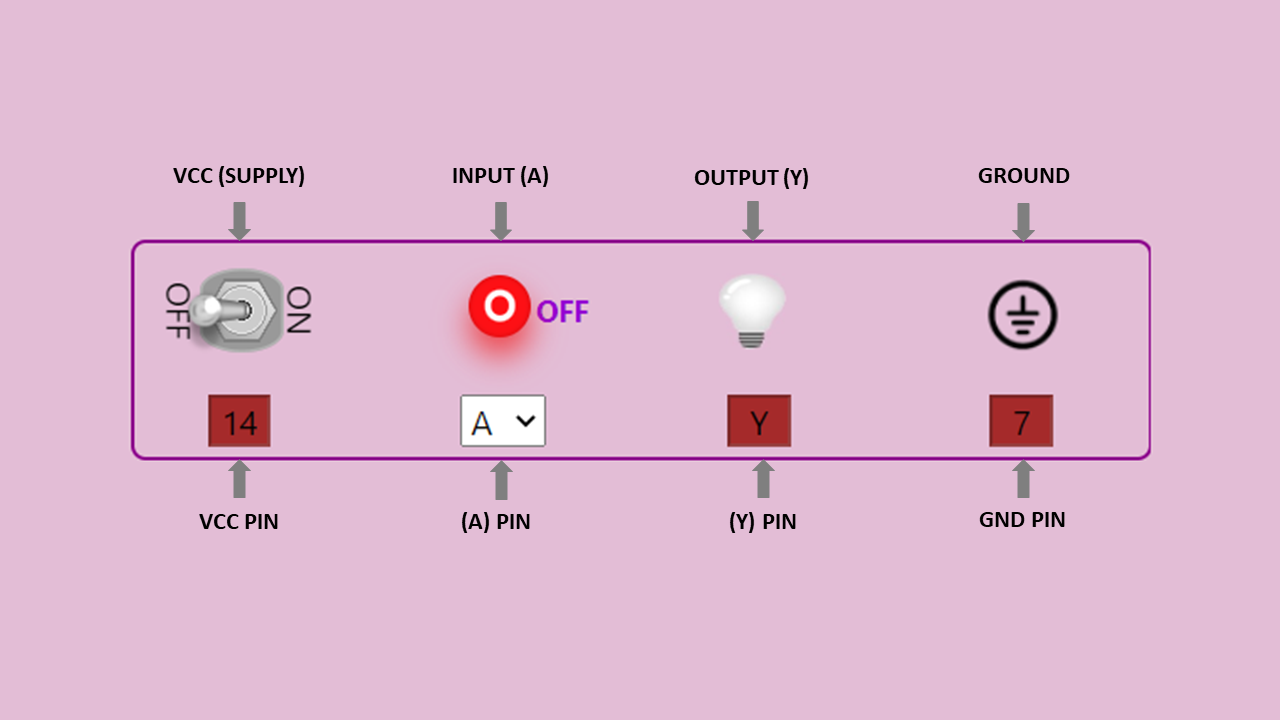 VCC (SUPPLY)
INPUT (A)
OUTPUT (Y)
GROUND
OFF
ON
OFF
14
A
Y
7
VCC PIN
(A) PIN
(Y) PIN
GND PIN